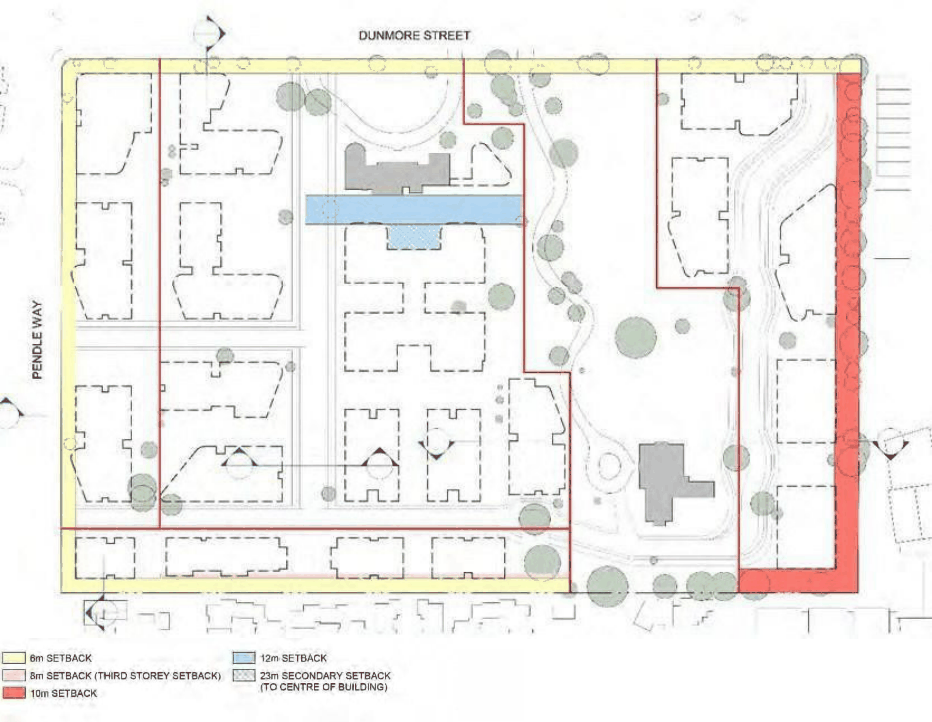 DUNMORE STREET
PENDLE WAY
6m SETBACK
8m SETBACK (THIRD STOREY SETBACK)
10m SETBACK
12m SETBACK
23m SECONDARY SETBACK
(TO CENTRE OF BUILDING)